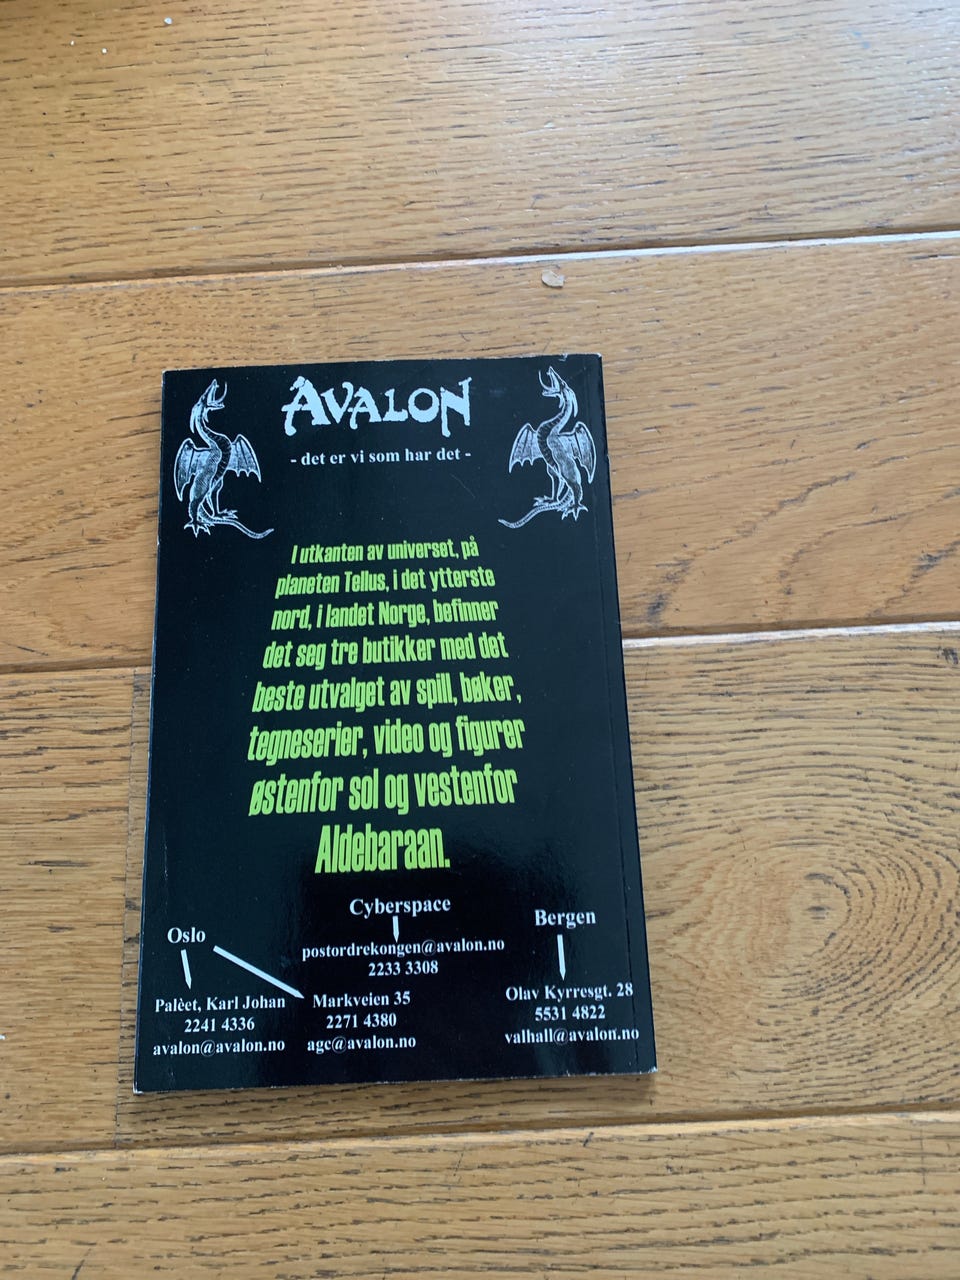 AVALON
- det er vi som har det -
I utkanten av universet, på
planeten Tellus, i det ytterste
nord, i landet Norge, befinner
det seg tre butikker med det
beste utvalget av spill, bøker,
tegneserier, video og figurer
østenfor sol og vestenfor
Aldebaraan.
Cyberspace
postordrekongen@avalon.no
2233 3308
Oslo
Palèet, Karl Johan
2241 4336
avalon@avalon.no
Markveien 35
2271 4380
agc@avalon.no
Bergen
Olav Kyrresgt. 28
5531 4822
valhall@avalon.no